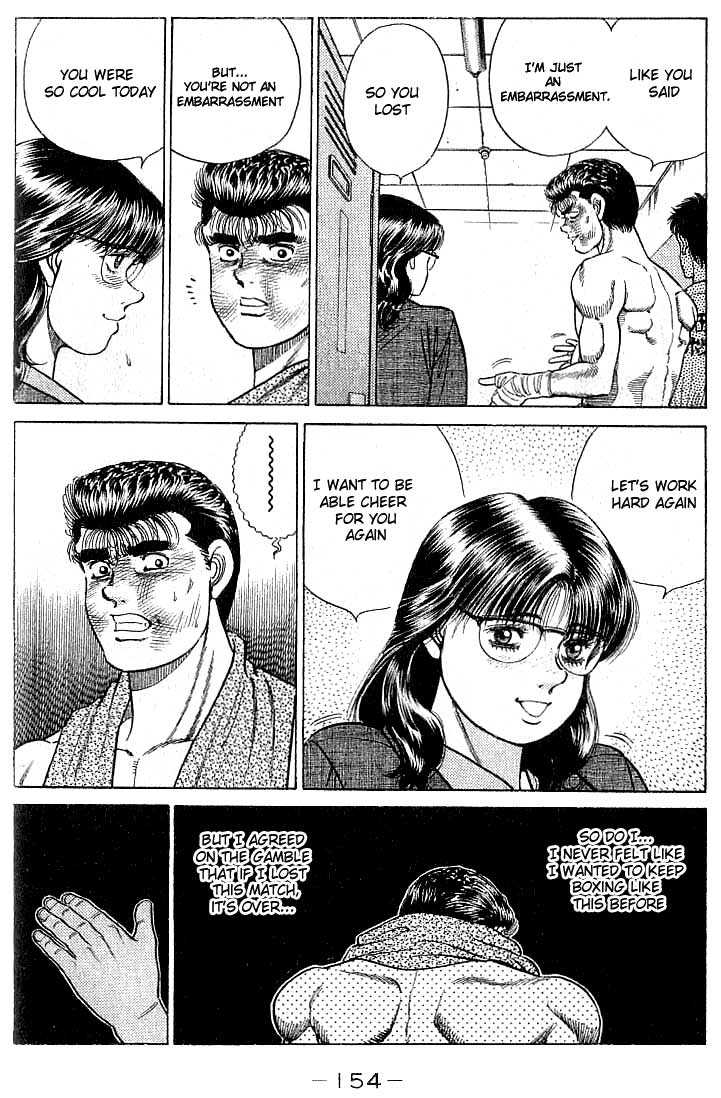 LIKE YOU
SAID
I'M JUST
AN
EMBARRASSMENT.
SO YOU
LOST
BUT...
YOU'RE NOT AN
EMBARRASSMENT
YOU WERE
SO COOL TODAY
LET'S WORK
HARD AGAIN
I WANT TO BE
ABLE CHEER
FOR YOU
AGAIN
SO DO I...
I NEVER FELT LIKE
I WANTED TO KEEP
BOXING LIKE
THIS BEFORE
BUT I AGREED
ON THE GAMBLE
THAT IF I LOST
THIS MATCH,
IT'S OVER...
—154—